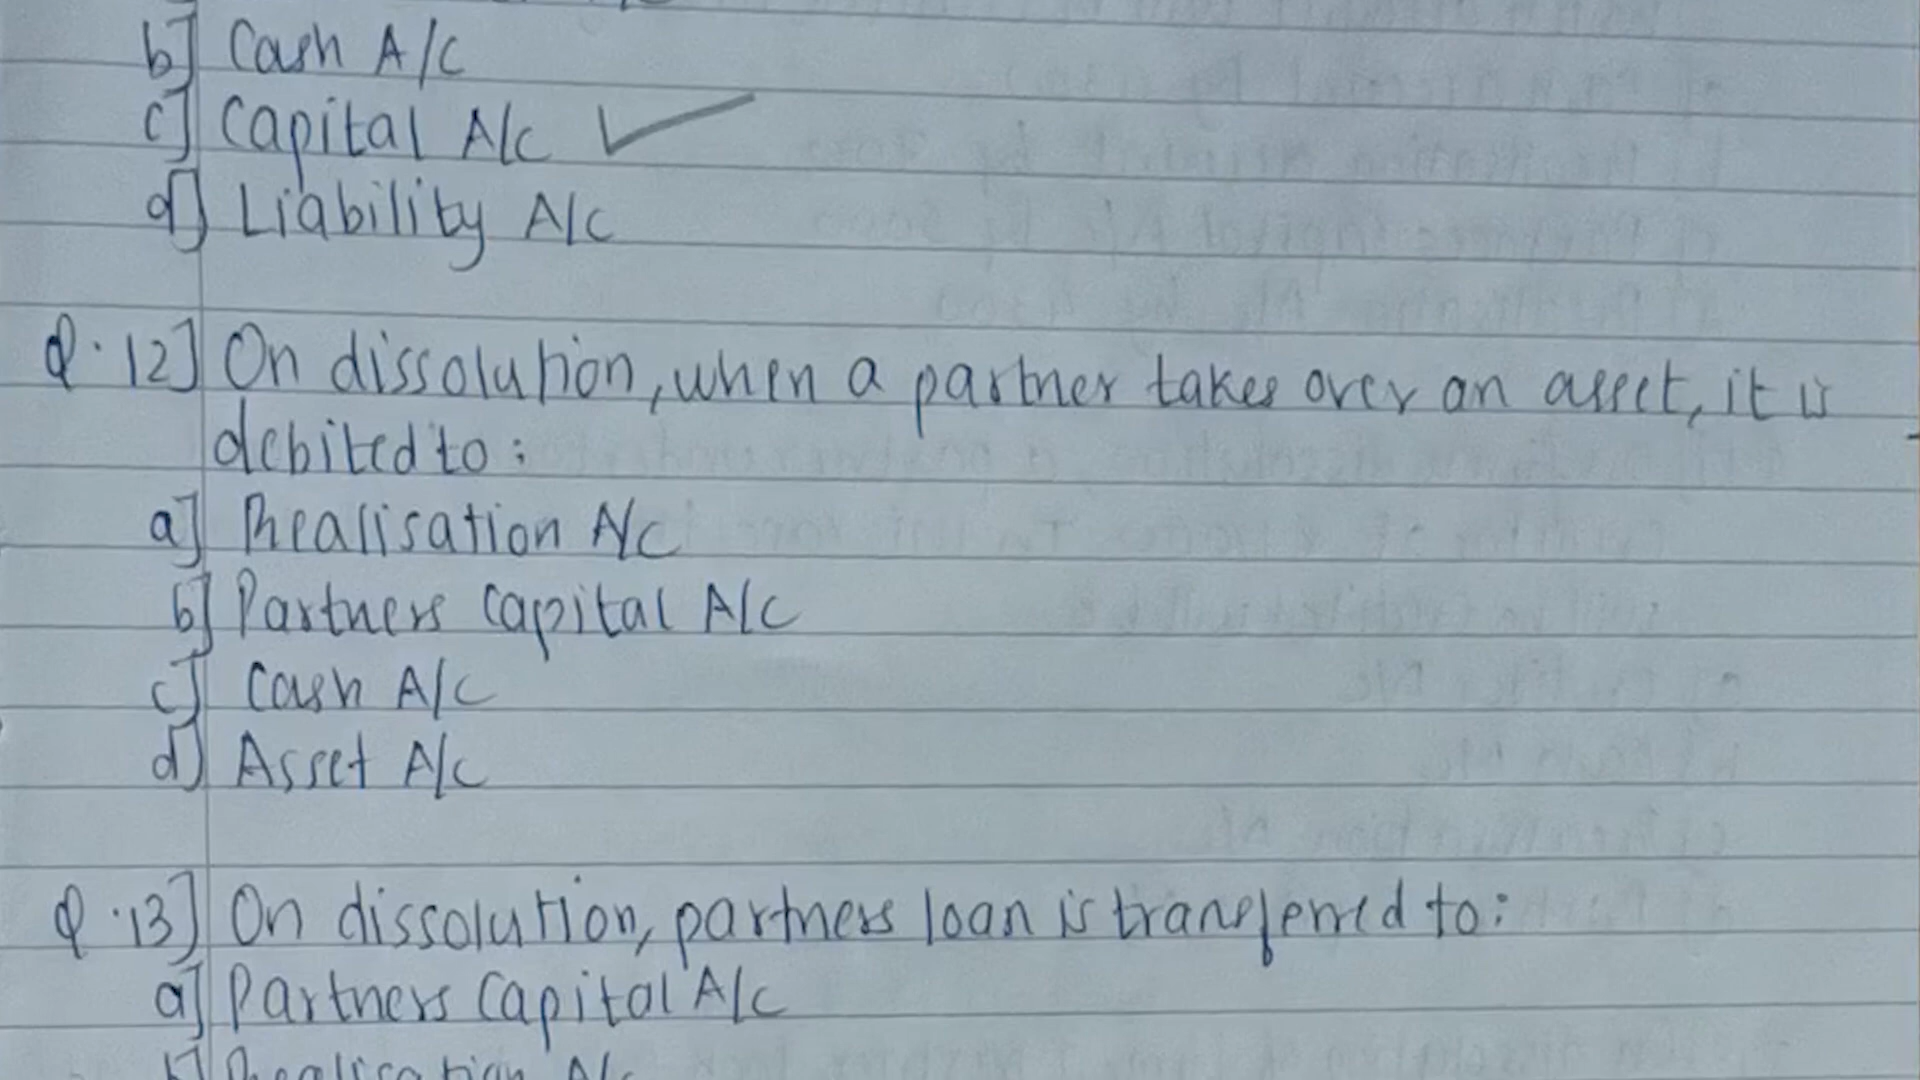 b] Cash A/c
c] Capital A/c
d] Liability A/c
Q.12] On dissolution, when a partner takes over an asset, it is
debited to:
a] Realisation A/c
b] Partners capital A/c
c] Cash A/c
d] Asset A/c
Q.13] On dissolution, partners loan is transferred to:
a] Partners capital A/c
b] Realisation A/c